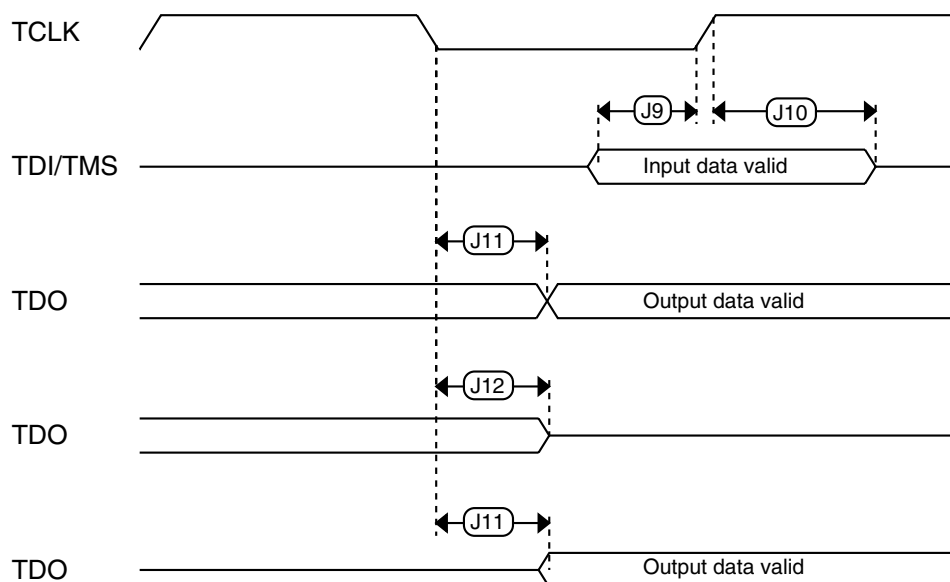 TCLK
J9
J10
TDI/TMS
Input data valid
J11
TDO
Output data valid
J12
TDO
J11
TDO
Output data valid